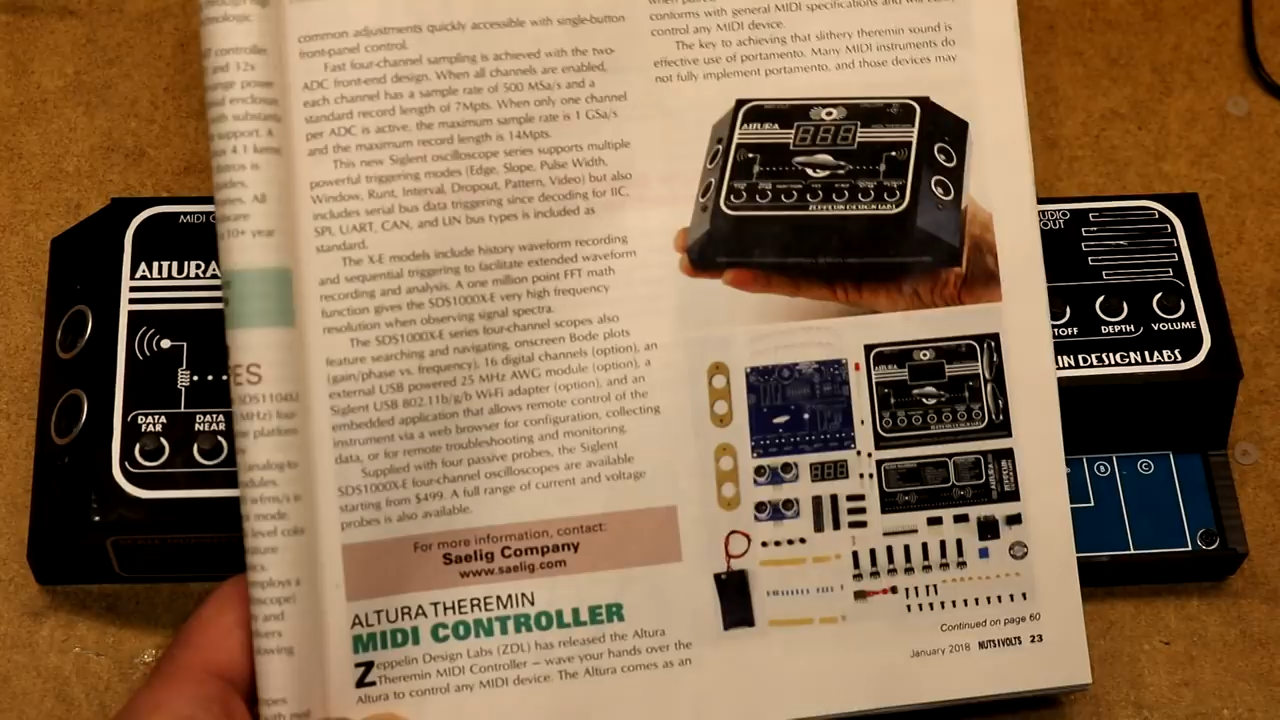 common adjustments quickly accessible with single-button
front-panel control.
Fast four-channel sampling is achieved with the two-
ADC front-end design. When all channels are enabled,
each channel has a sample rate of 500 MSa/s and a
standard record length of 7Mpts. When only one channel
per ADC is active, the maximum sample rate is 1 GSa/s
and the maximum record length is 14Mpts.
This new Siglent oscilloscope series supports multiple
powerful triggering modes (Edge, Slope, Pulse Width,
Window, Runt, Interval, Dropout, Pattern, Video) but also
includes serial bus data triggering since decoding for IIC,
SPI, UART, CAN, and LIN bus types is included as
standard.
The X-E models include history waveform recording
and sequential triggering to facilitate extended waveform
recording and analysis. A one million point FFT math
function gives the SDS1000X-E very high frequency
resolution when observing signal spectra.
The SDS1000X-E series four-channel scopes also
feature searching and navigating, onscreen Bode plots
(gain/phase vs. frequency), 16 digital channels (option), an
external USB powered 25 MHz AWG module (option), a
Siglent USB 802.11b/g/b Wi-Fi adapter (option), and an
embedded application that allows remote control of the
instrument via a web browser for configuration, collecting
data, or for remote troubleshooting and monitoring.
Supplied with four passive probes, the Siglent
SDS1000X-E four-channel oscilloscopes are available
starting from $499. A full range of current and voltage
probes is also available.
For more information, contact:
Saelig Company
www.saelig.com
ALTURA THEREMIN
MIDI CONTROLLER
Zeppelin Design Labs (ZDL) has released the Altura
Theremin MIDI Controller – wave your hands over the
Altura to control any MIDI device. The Altura comes as an
conforms with general MIDI specifications and will
control any MIDI device.
The key to achieving that slithery theremin sound is
effective use of portamento. Many MIDI instruments do
not fully implement portamento, and those devices may
ALTURA
ZEPPELIN DESIGN LABS
Continued on page 60
January 2018 NUTS & VOLTS 23
MIDI
ALTURA
DATA FAR
DATA NEAR
ES
OUT
DEPTH
VOLUME
DESIGN LABS
B
C